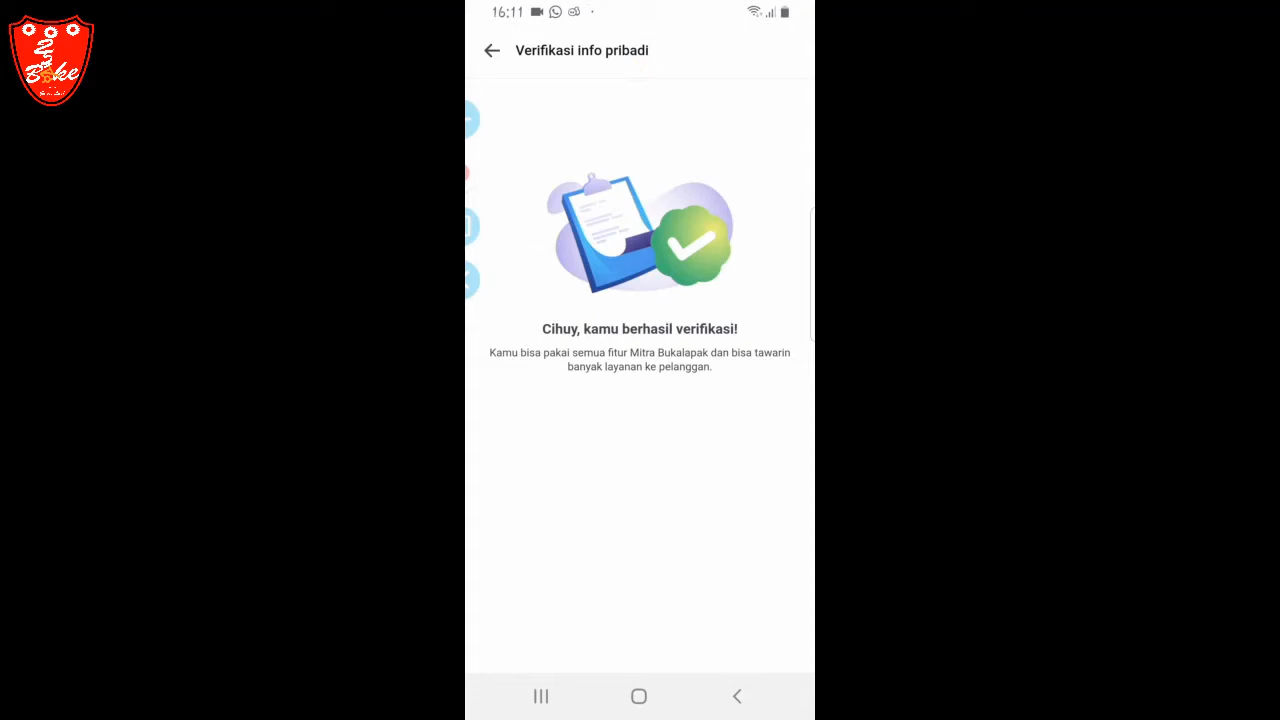 16:11
Verifikasi info pribadi
Cihuy, kamu berhasil verifikasi!
Kamu bisa pakai semua fitur Mitra Bukalapak dan bisa tawarin
banyak layanan ke pelanggan.